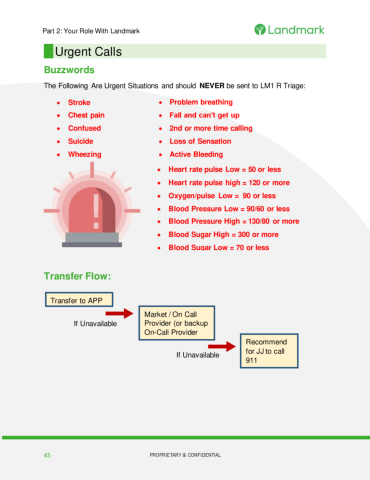 Part 2: Your Role With Landmark
Landmark
Urgent Calls
Buzzwords
The Following Are Urgent Situations and should NEVER be sent to LM1 R Triage:
• Stroke
• Chest pain
• Confused
• Suicide
• Wheezing
• Problem breathing
• Fall and can't get up
• 2nd or more time calling
• Loss of Sensation
• Active Bleeding
• Heart rate pulse Low = 50 or less
• Heart rate pulse high = 120 or more
• Oxygen/pulse Low = 90 or less
• Blood Pressure Low = 90/60 or less
• Blood Pressure High = 130/80 or more
• Blood Sugar High = 300 or more
• Blood Sugar Low = 70 or less
Transfer Flow:
Transfer to APP
If Unavailable
Market / On Call
Provider (or backup
On-Call Provider
If Unavailable
Recommend
for JJ to call
911
45
PROPRIETARY & CONFIDENTIAL